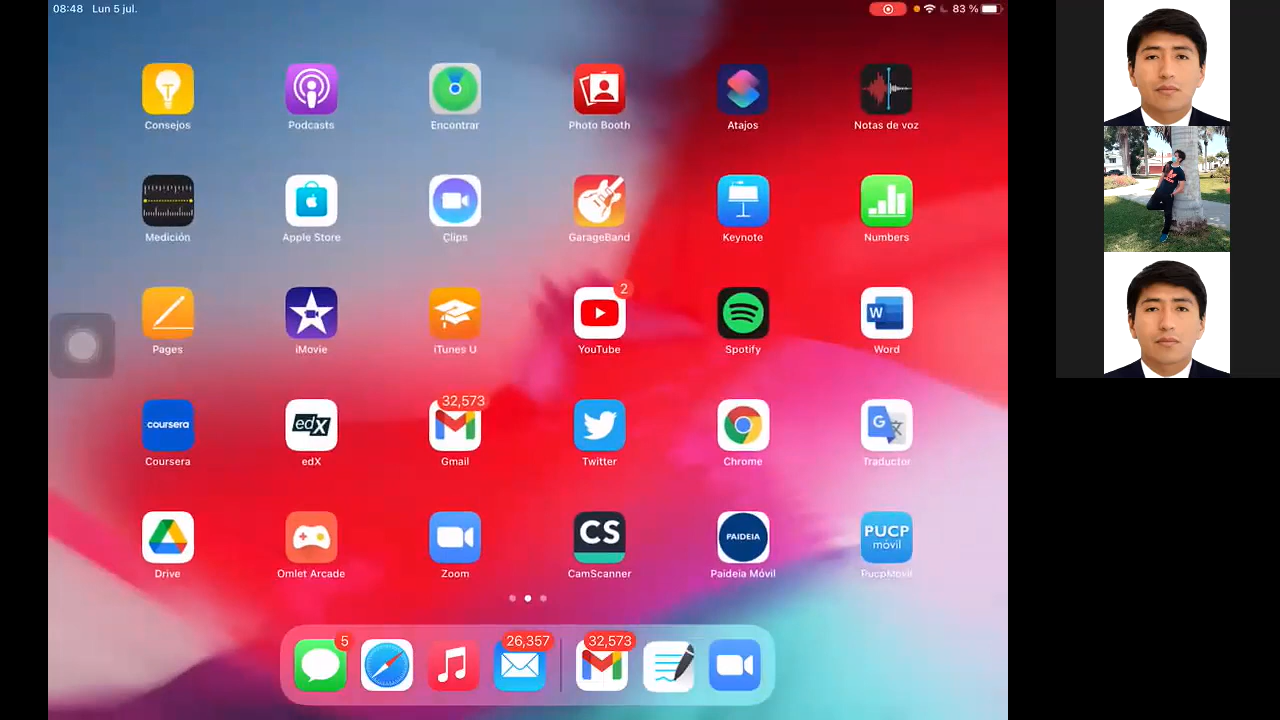 08:48 Lun 5 jul. 83 %
Consejos Podcasts Encontrar Photo Booth Atajos Notas de voz
Medición Apple Store Clips GarageBand Keynote Numbers
2
W
Pages iMovie iTunes U YouTube Spotify Word
32,573
coursera edX G
Coursera edX Gmail Twitter Chrome Traductor
CS PAIDEIA PUCP
móvil
Drive Omlet Arcade Zoom CamScanner Paideia Móvil PucpMovil
5 26,357 32,573